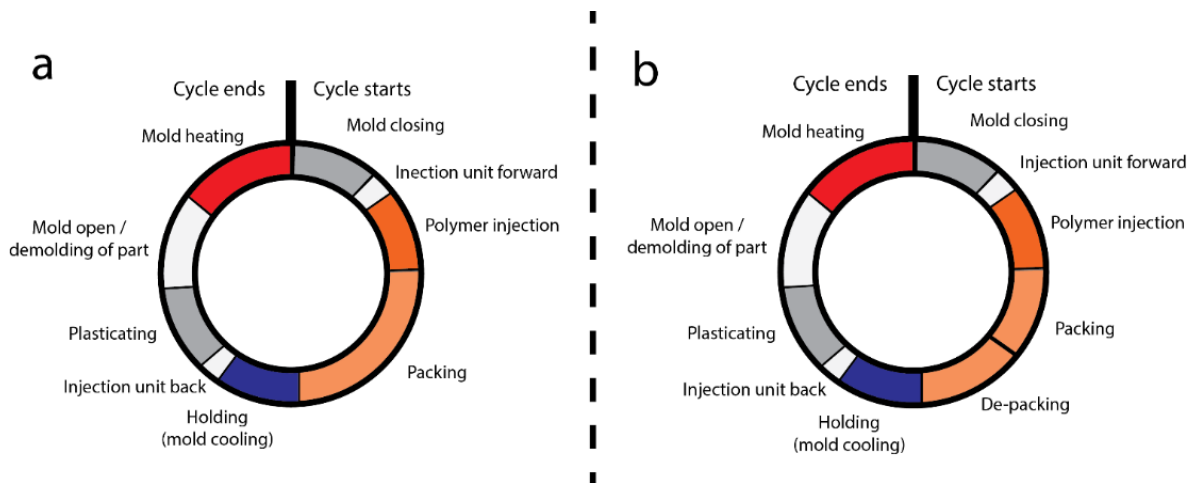 a
Cycle ends
Cycle starts
Mold heating
Mold closing
Inection unit forward
Polymer injection
Mold open /
demolding of part
Plasticating
Packing
Injection unit back
Holding
(mold cooling)
b
Cycle ends
Cycle starts
Mold heating
Mold closing
Injection unit forward
Polymer injection
Mold open /
demolding of part
Plasticating
Packing
Injection unit back
De-packing
Holding
(mold cooling)